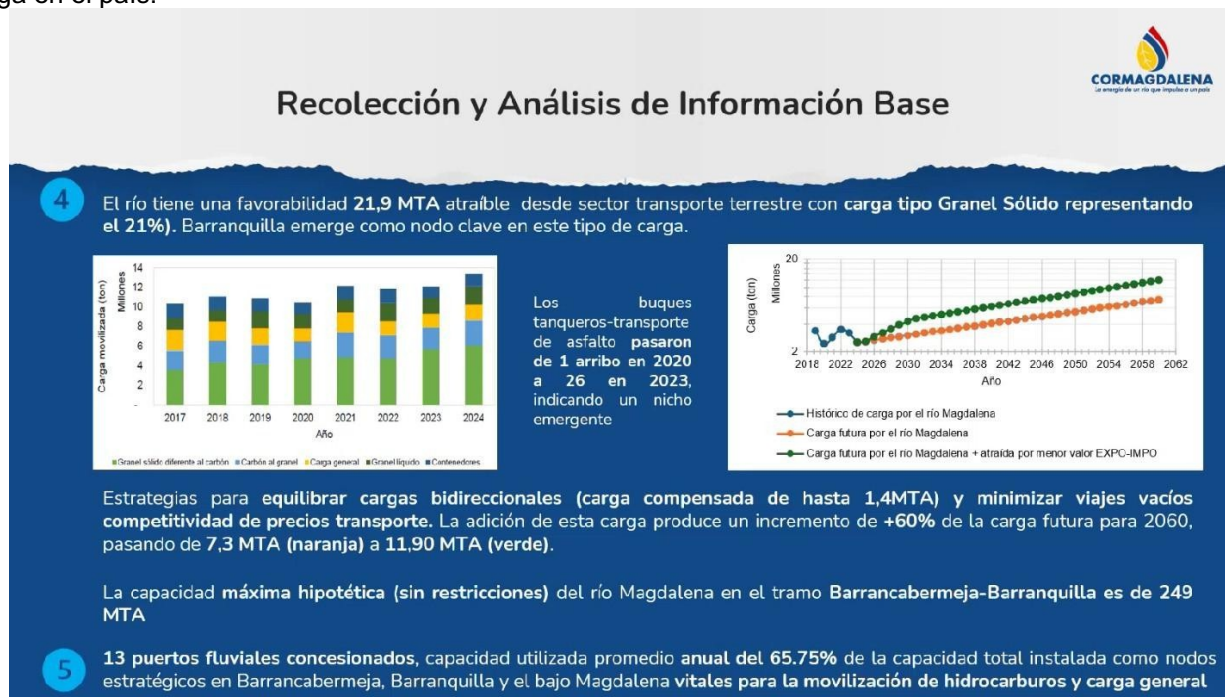 ga en el país.
CORMAGDALENA
La energía de un río que impulsa a un país
Recolección y Análisis de Información Base
4
El río tiene una favorabilidad 21,9 MTA atraíble desde sector transporte terrestre con carga tipo Granel Sólido representando
el 21%). Barranquilla emerge como nodo clave en este tipo de carga.
Carga movilizada (ton)
Millones
14
12
10
8
6
4
2
-
2017 2018 2019 2020 2021 2022 2023 2024
Año
Granel sólido diferente al carbón Carbón al granel Carga general Granel líquido Contenedores
Los buques
tanqueros-transporte
de asfalto pasaron
de 1 arribo en 2020
a 26 en 2023,
indicando un nicho
emergente
Carga (ton)
Millones
20
2
2018 2022 2026 2030 2034 2038 2042 2046 2050 2054 2058 2062
Año
Histórico de carga por el río Magdalena
Carga futura por el río Magdalena
Carga futura por el río Magdalena + atraída por menor valor EXPO-IMPO
Estrategias para equilibrar cargas bidireccionales (carga compensada de hasta 1,4MTA) y minimizar viajes vacíos
competitividad de precios transporte. La adición de esta carga produce un incremento de +60% de la carga futura para 2060,
pasando de 7,3 MTA (naranja) a 11,90 MTA (verde).
La capacidad máxima hipotética (sin restricciones) del río Magdalena en el tramo Barrancabermeja-Barranquilla es de 249
MTA
5
13 puertos fluviales concesionados, capacidad utilizada promedio anual del 65.75% de la capacidad total instalada como nodos
estratégicos en Barrancabermeja, Barranquilla y el bajo Magdalena vitales para la movilización de hidrocarburos y carga general